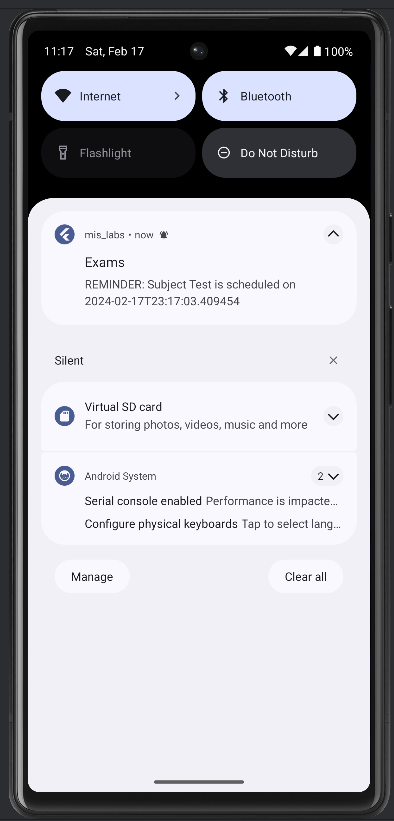 11:17 Sat, Feb 17 100%
Internet Bluetooth
Flashlight Do Not Disturb
mis_labs • now
Exams
REMINDER: Subject Test is scheduled on
2024-02-17T23:17:03.409454
Silent
Virtual SD card
For storing photos, videos, music and more
Android System 2
Serial console enabled Performance is impacte...
Configure physical keyboards Tap to select lang...
Manage Clear all